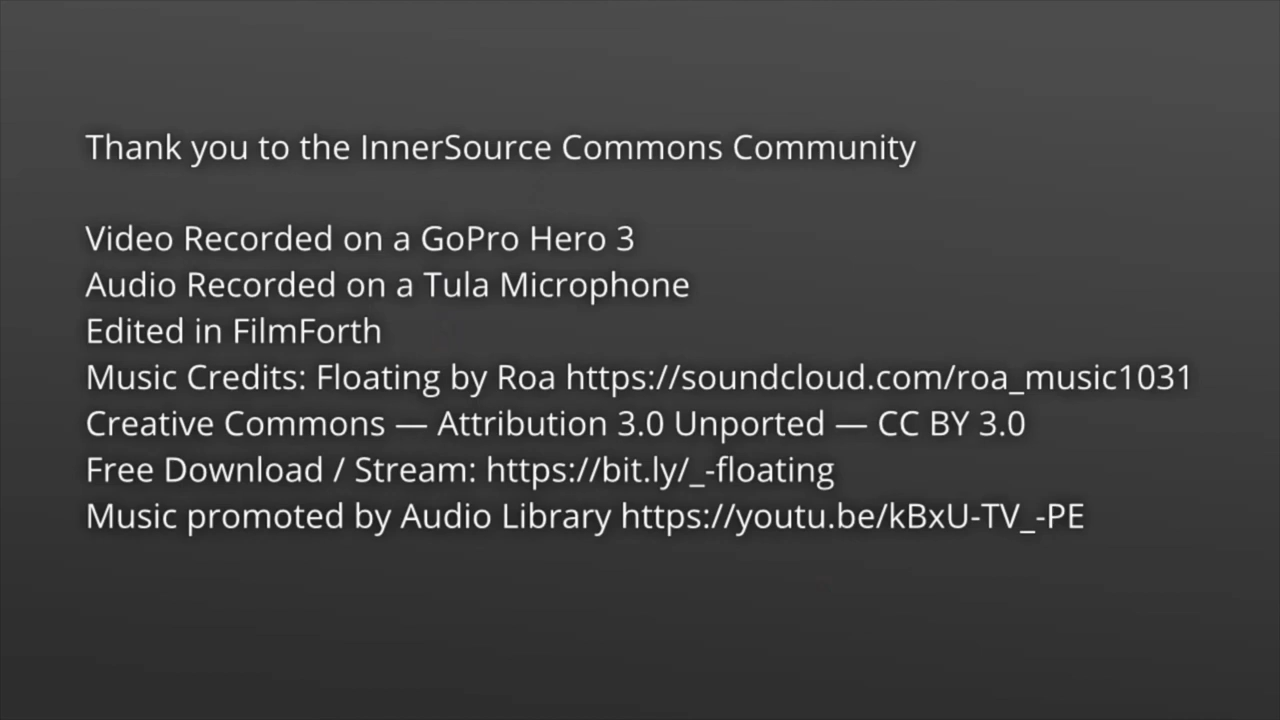 Thank you to the InnerSource Commons Community
Video Recorded on a GoPro Hero 3
Audio Recorded on a Tula Microphone
Edited in FilmForth
Music Credits: Floating by Roa https://soundcloud.com/roa_music1031
Creative Commons — Attribution 3.0 Unported — CC BY 3.0
Free Download / Stream: https://bit.ly/_-floating
Music promoted by Audio Library https://youtu.be/kBxU-TV_-PE